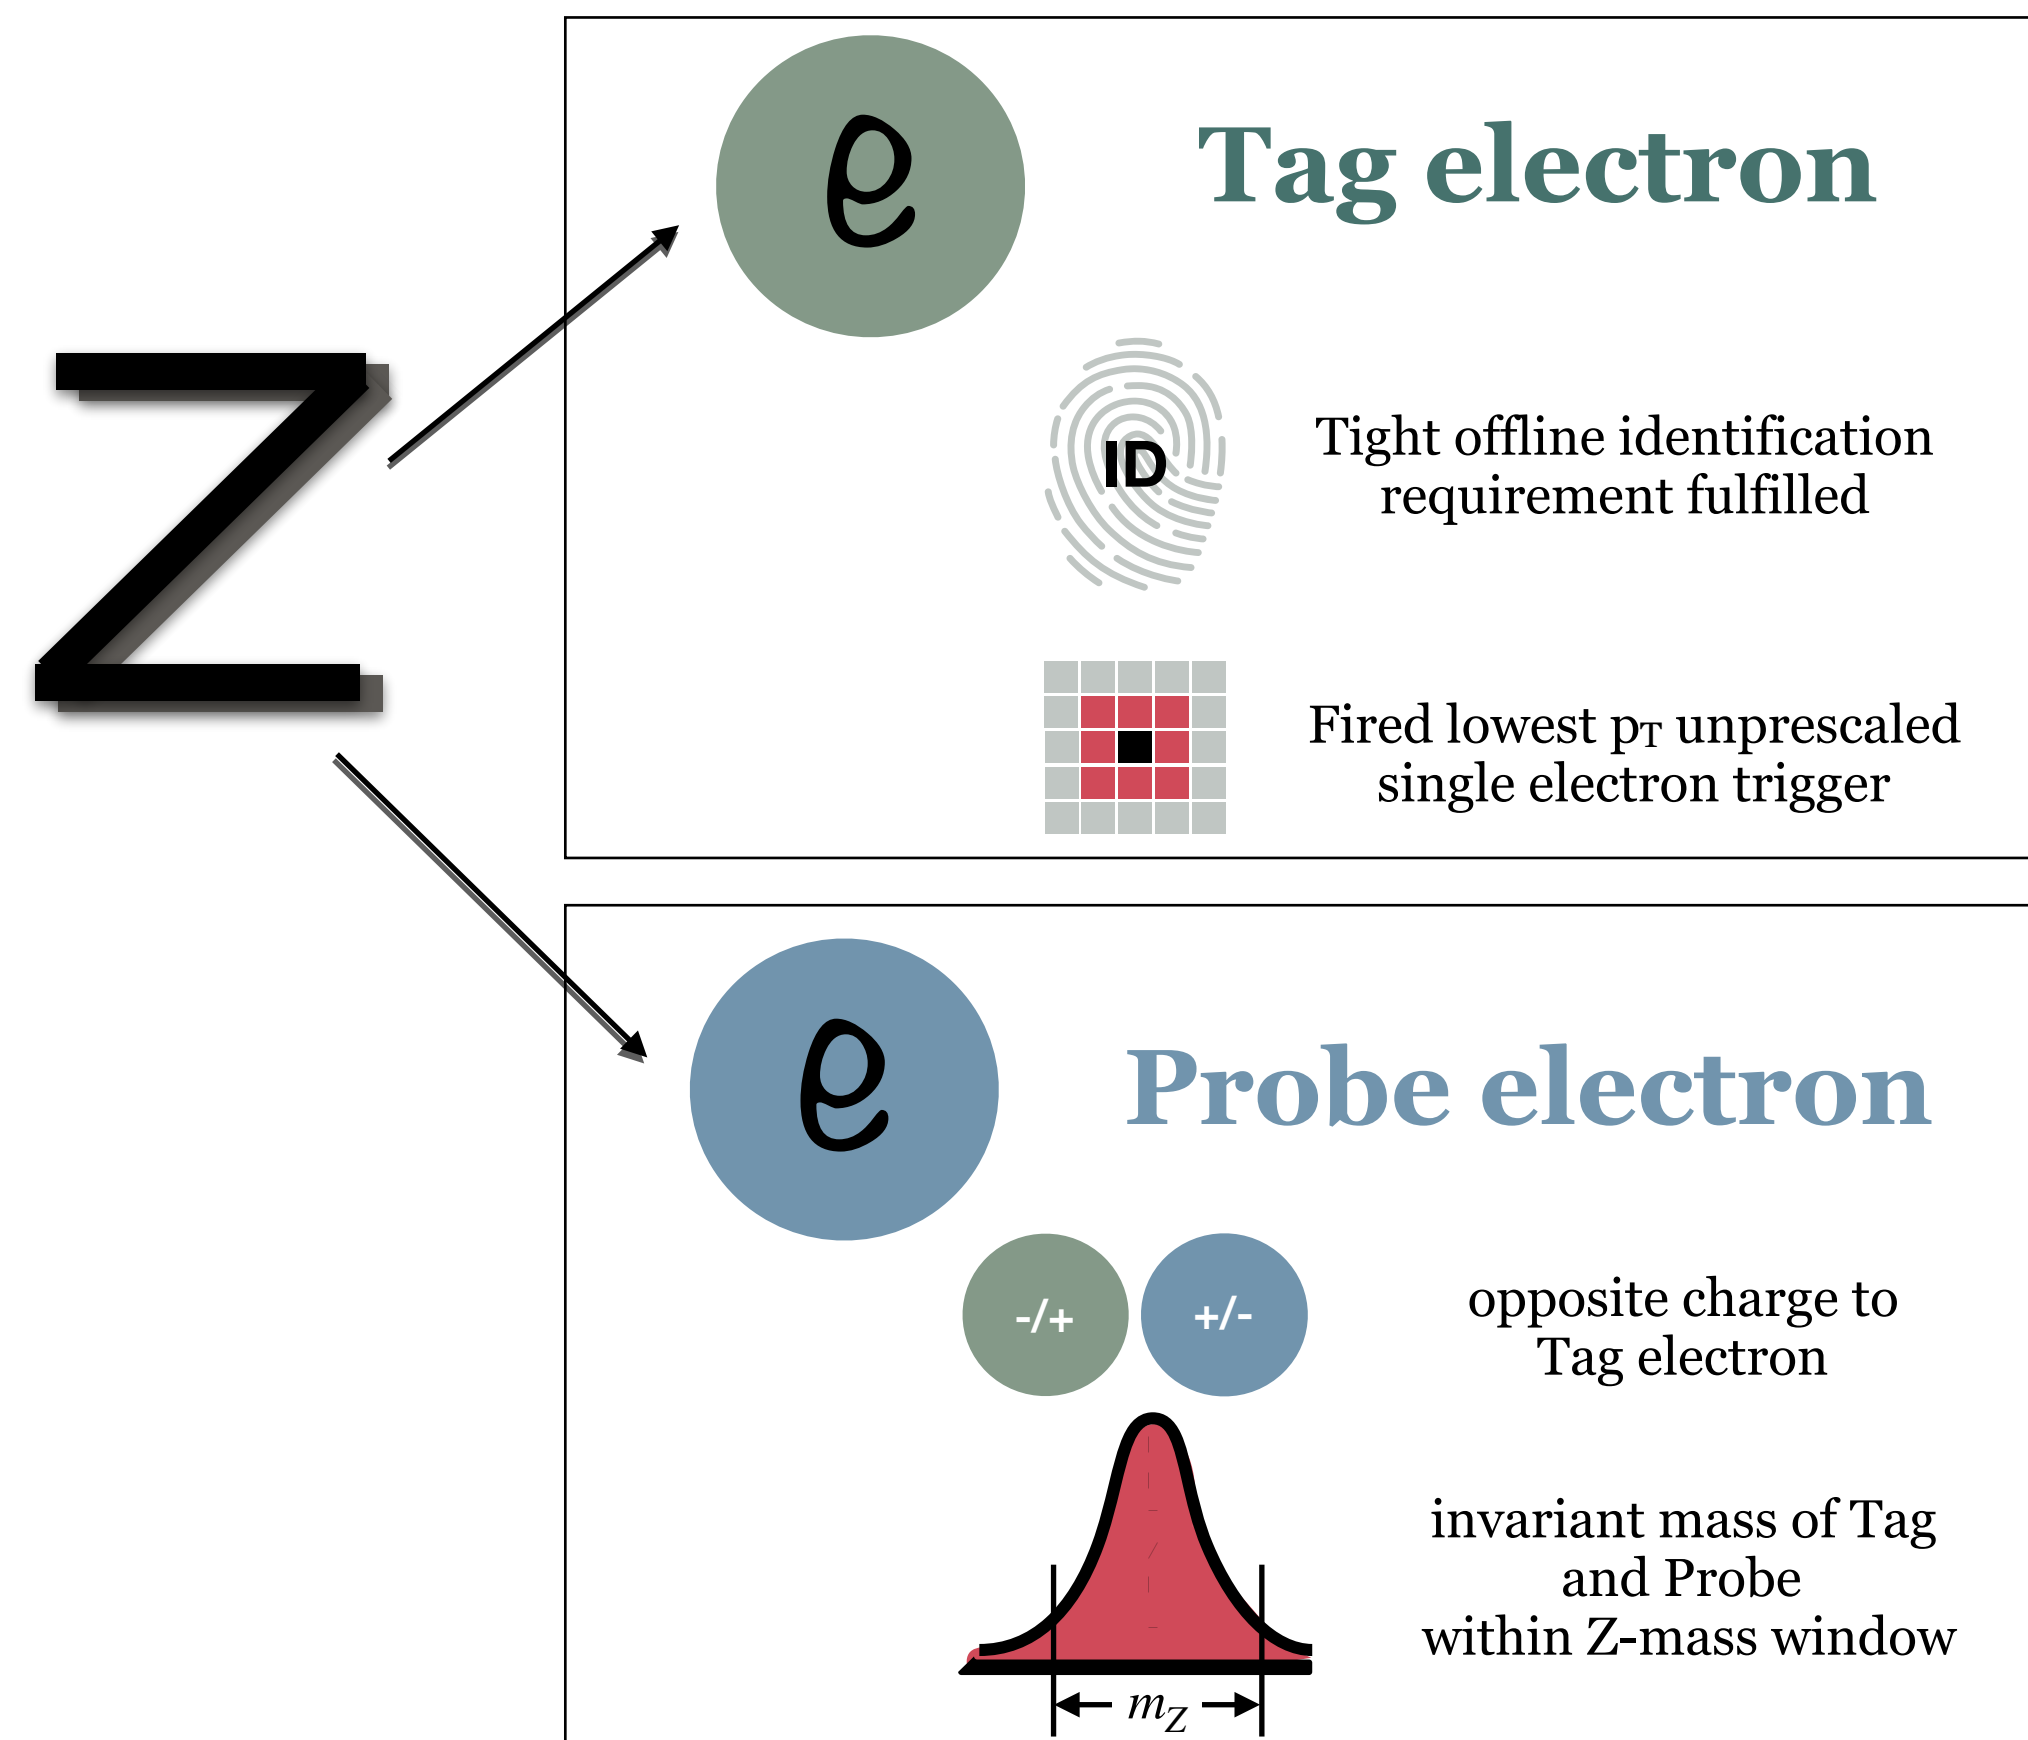 Z
e
Tag electron
ID
Tight offline identification
requirement fulfilled
Fired lowest pT unprescaled
single electron trigger
e
Probe electron
-/+
+/-
opposite charge to
Tag electron
invariant mass of Tag
and Probe
within Z-mass window
mZ